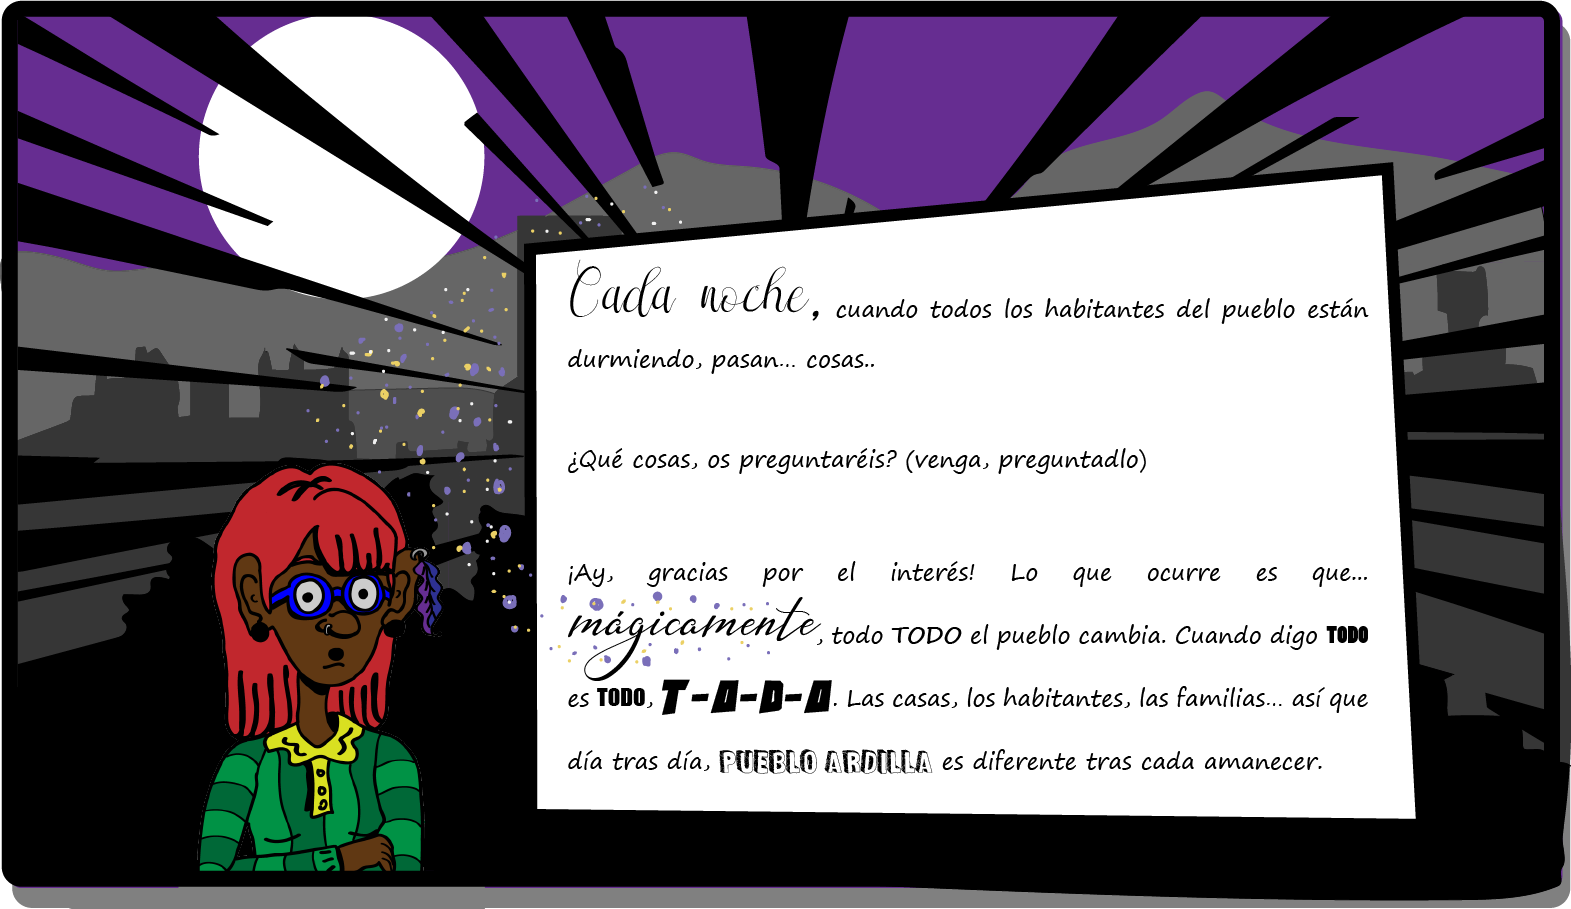 Cada noche, cuando todos los habitantes del pueblo están
durmiendo, pasan... cosas..
¿Qué cosas, os preguntaréis? (venga, preguntadlo)
¡Ay, gracias por el interés! Lo que ocurre es que...
mágicamente, todo TODO el pueblo cambia. Cuando digo TODO
es TODO, T-O-D-O. Las casas, los habitantes, las familias... así que
día tras día, PUEBLO ARDILLA es diferente tras cada amanecer.